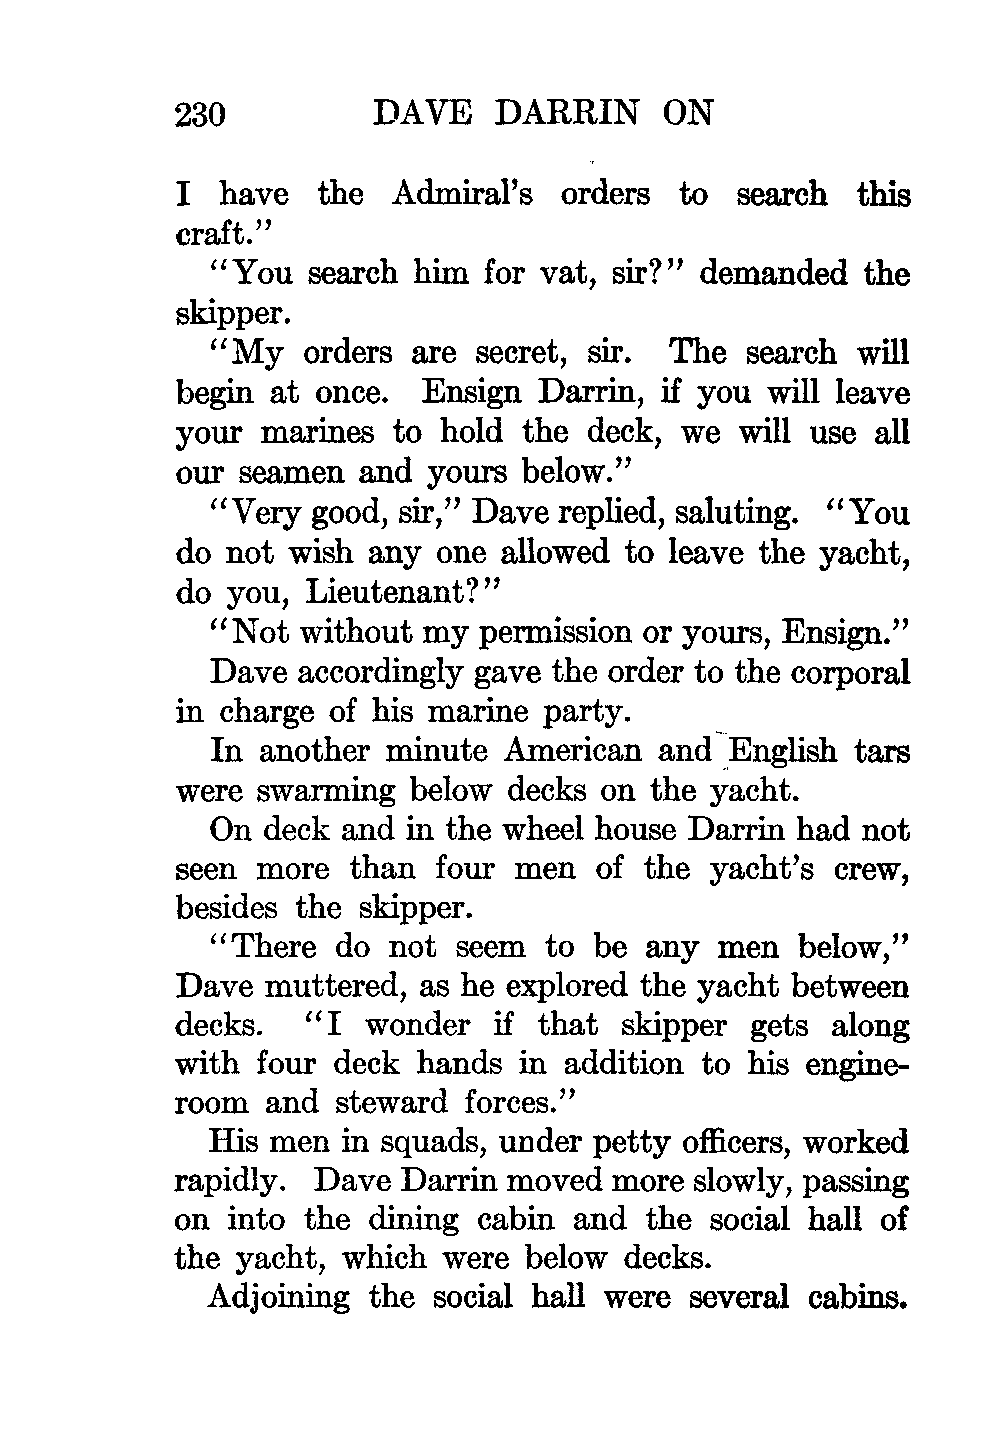 230 DAVE DARRIN ON
I have the Admiral's orders to search this
craft."
"You search him for vat, sir?" demanded the
skipper.
"My orders are secret, sir. The search will
begin at once. Ensign Darrin, if you will leave
your marines to hold the deck, we will use all
our seamen and yours below."
"Very good, sir," Dave replied, saluting. "You
do not wish any one allowed to leave the yacht,
do you, Lieutenant?"
"Not without my permission or yours, Ensign."
Dave accordingly gave the order to the corporal
in charge of his marine party.
In another minute American and English tars
were swarming below decks on the yacht.
On deck and in the wheel house Darrin had not
seen more than four men of the yacht's crew,
besides the skipper.
"There do not seem to be any men below,"
Dave muttered, as he explored the yacht between
decks. "I wonder if that skipper gets along
with four deck hands in addition to his engine-
room and steward forces."
His men in squads, under petty officers, worked
rapidly. Dave Darrin moved more slowly, passing
on into the dining cabin and the social hall of
the yacht, which were below decks.
Adjoining the social hall were several cabins.